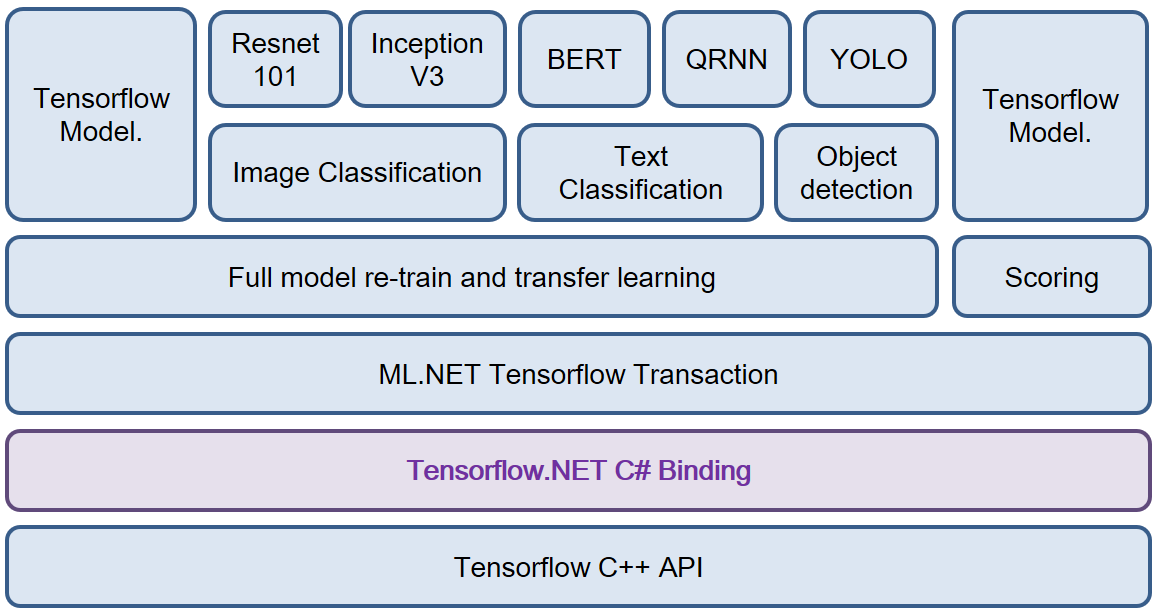 Tensorflow
Model.
Resnet
101
Inception
V3
BERT
QRNN
YOLO
Tensorflow
Model.
Image Classification
Text
Classification
Object
detection
Full model re-train and transfer learning
Scoring
ML.NET Tensorflow Transaction
Tensorflow.NET C# Binding
Tensorflow C++ API